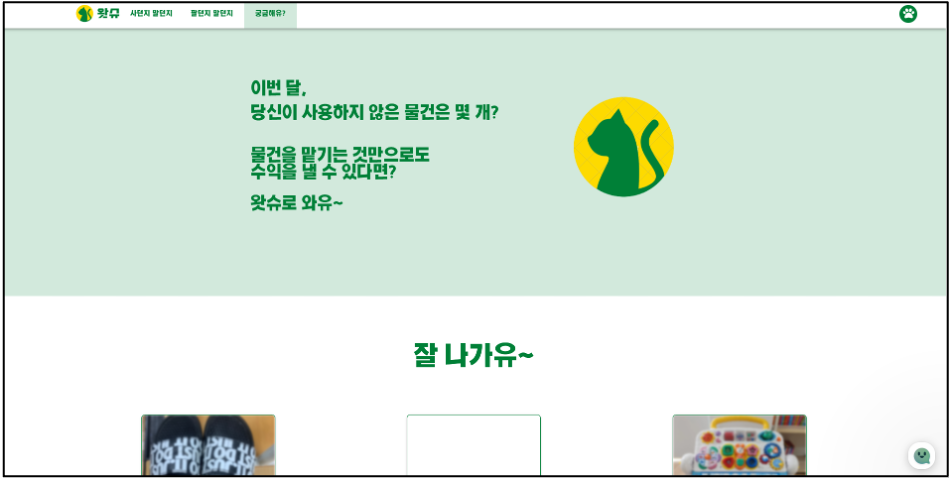 왓슈
사던지 말던지
팔던지 말던지
궁금해유?
이번 달,
당신이 사용하지 않은 물건은 몇 개?
물건을 맡기는 것만으로도
수익을 낼 수 있다면?
왓슈로 와유~
잘 나가유~